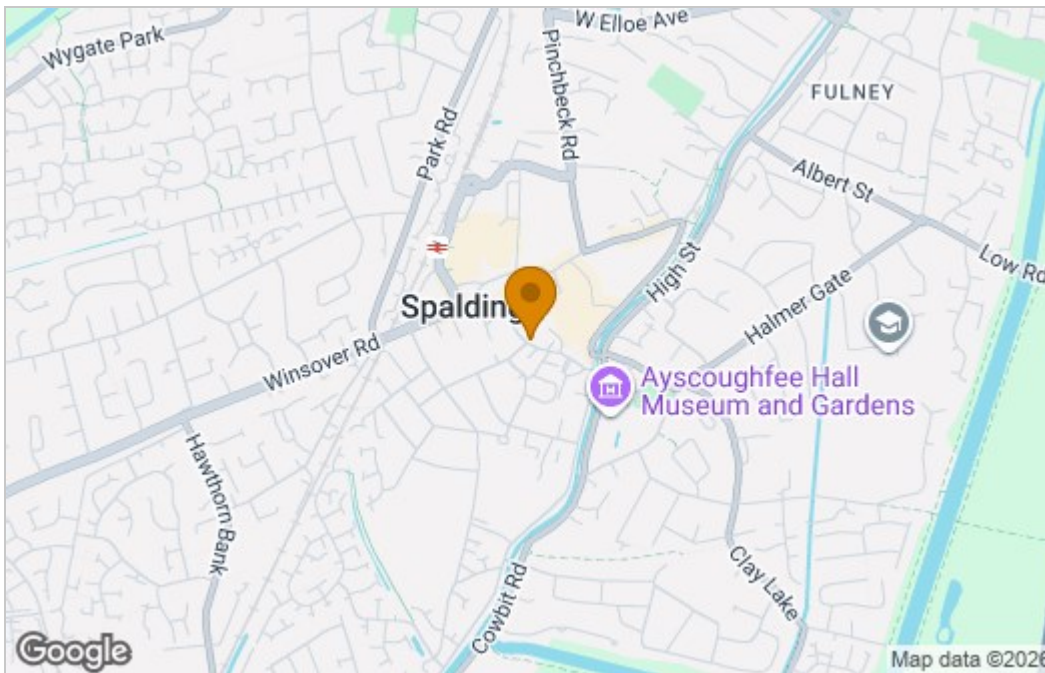 W Elloe Ave
Wygate Park
Pinchbeck Rd
FULNEY
Park Rd
Albert St
High St
Low Rd
Spalding
Halmer Gate
Winsover Rd
Ayscoughfee Hall
Museum and Gardens
Hawthorn Bank
Clay Lake
Cowbit Rd
Google
Map data ©2026